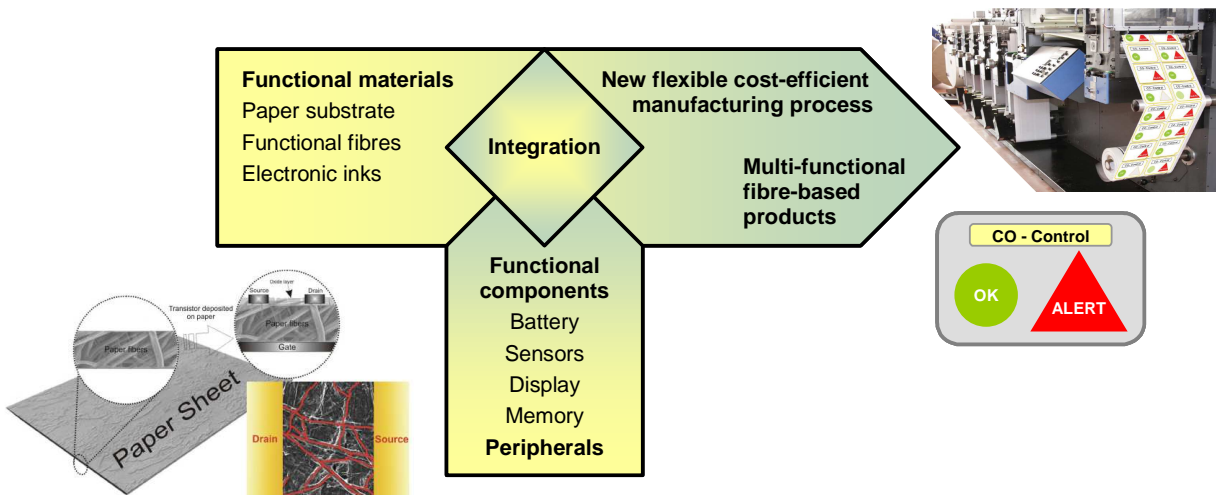 Functional materials
Paper substrate
Functional fibres
Electronic inks
Integration
New flexible cost-efficient
manufacturing process
Multi-functional
fibre-based
products
Functional
components
Battery
Sensors
Display
Memory
Peripherals
CO - Control
OK
ALERT
Paper fibers
Transistor deposited
on paper
Oxide layer
Source
Drain
Paper fibers
Gate
Paper Sheet
Drain
Source